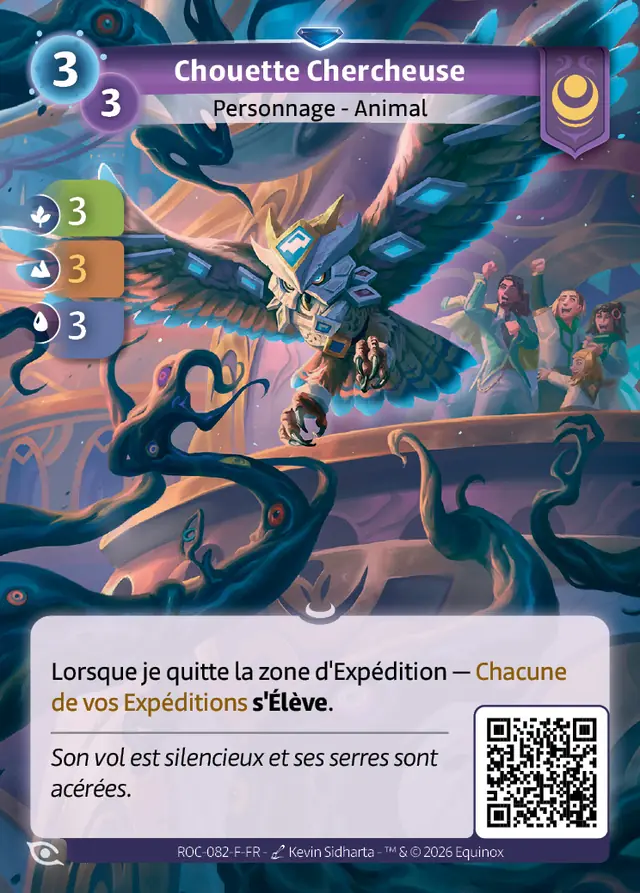 3
Chouette Chercheuse
3
Personnage - Animal
3
3
3
Lorsque je quitte la zone d'Expédition — Chacune
de vos Expéditions s'Élève.
Son vol est silencieux et ses serres sont
acérées.
ROC-082-F-FR - Kevin Sidharta - ™ & © 2026 Equinox